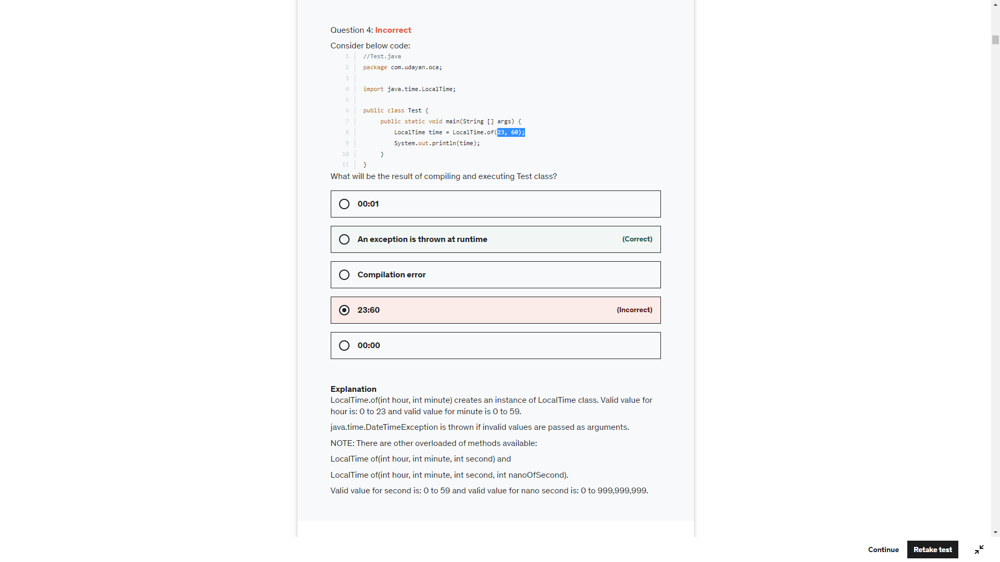 Question 4: Incorrect
Consider below code:
1 //Test.java
2 package com.udayan.oca;
3
4 import java.time.LocalTime;
5
6 public class Test {
7 public static void main(String [] args) {
8 LocalTime time = LocalTime.of(23, 60);
9 System.out.println(time);
10 }
11 }
What will be the result of compiling and executing Test class?
00:01
An exception is thrown at runtime (Correct)
Compilation error
23:60 (Incorrect)
00:00
Explanation
LocalTime.of(int hour, int minute) creates an instance of LocalTime class. Valid value for
hour is: 0 to 23 and valid value for minute is 0 to 59.
java.time.DateTimeException is thrown if invalid values are passed as arguments.
NOTE: There are other overloaded of methods available:
LocalTime of(int hour, int minute, int second) and
LocalTime of(int hour, int minute, int second, int nanoOfSecond).
Valid value for second is: 0 to 59 and valid value for nano second is: 0 to 999,999,999.
Continue Retake test